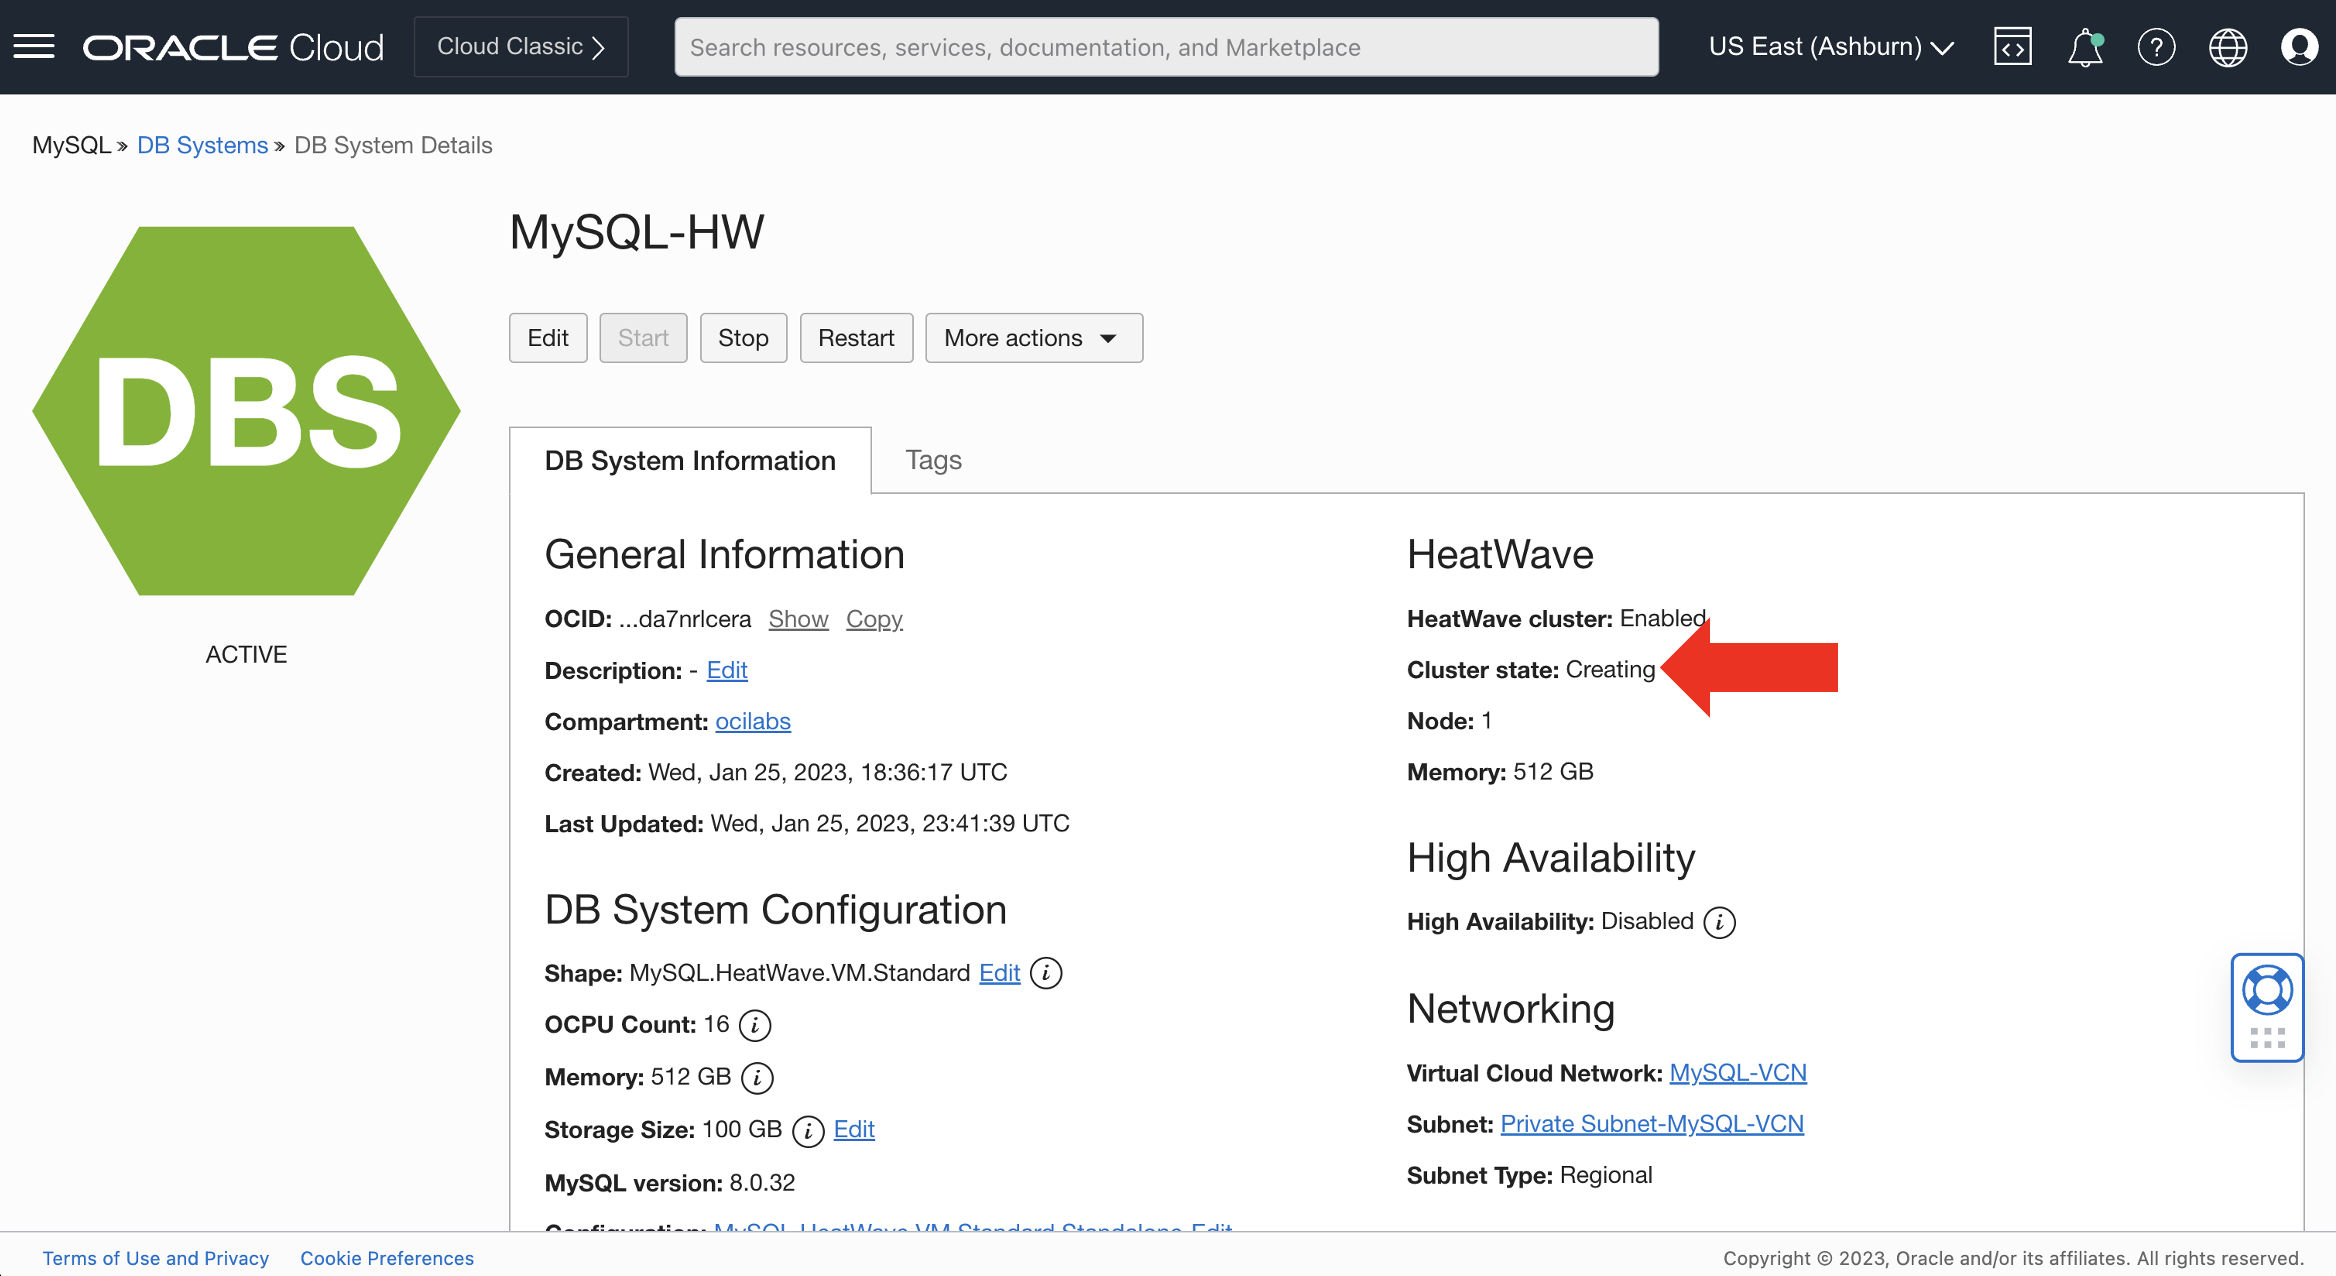 ORACLE Cloud
Cloud Classic
Search resources, services, documentation, and Marketplace
US East (Ashburn)
MySQL » DB Systems » DB System Details
DBS
ACTIVE
MySQL-HW
Edit Start Stop Restart More actions
DB System Information Tags
General Information
OCID: ...da7nrlcera Show Copy
Description: - Edit
Compartment: ocilabs
Created: Wed, Jan 25, 2023, 18:36:17 UTC
Last Updated: Wed, Jan 25, 2023, 23:41:39 UTC
DB System Configuration
Shape: MySQL.HeatWave.VM.Standard Edit
OCPU Count: 16
Memory: 512 GB
Storage Size: 100 GB Edit
MySQL version: 8.0.32
Configuration: MySQL.HeatWave.VM.Standard.Standalone Edit
HeatWave
HeatWave cluster: Enabled
Cluster state: Creating
Node: 1
Memory: 512 GB
High Availability
High Availability: Disabled
Networking
Virtual Cloud Network: MySQL-VCN
Subnet: Private Subnet-MySQL-VCN
Subnet Type: Regional
Terms of Use and Privacy Cookie Preferences
Copyright © 2023, Oracle and/or its affiliates. All rights reserved.